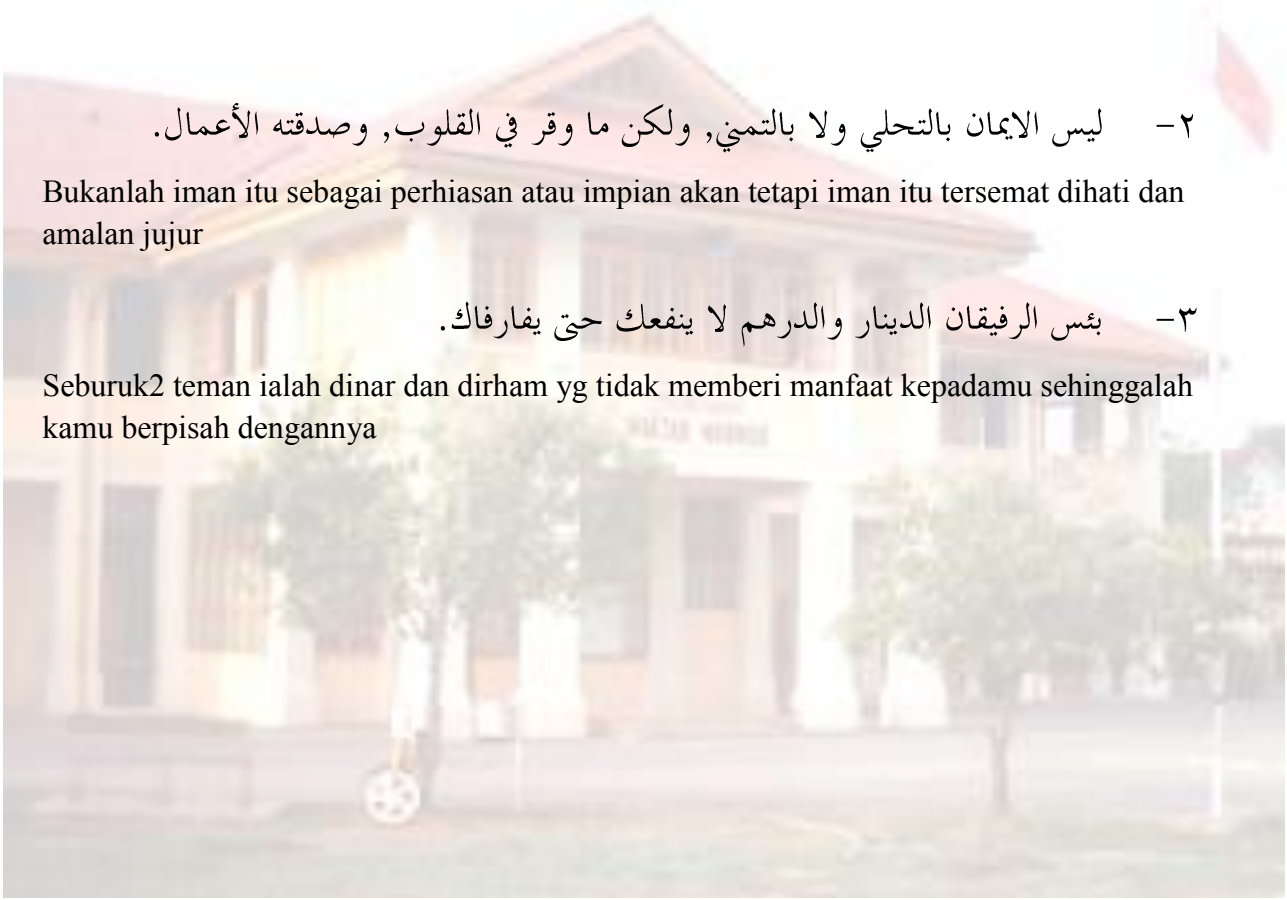 ٢- ليس الايمان بالتحلي ولا بالتمني, ولكن ما وقر في القلوب, وصدقته الأعمال.
Bukanlah iman itu sebagai perhiasan atau impian akan tetapi iman itu tersemat dihati dan
amalan jujur
٣- بئس الرفيقان الدينار والدرهم لا ينفعك حتى يفارفاك.
Seburuk2 teman ialah dinar dan dirham yg tidak memberi manfaat kepadamu sehinggalah
kamu berpisah dengannya